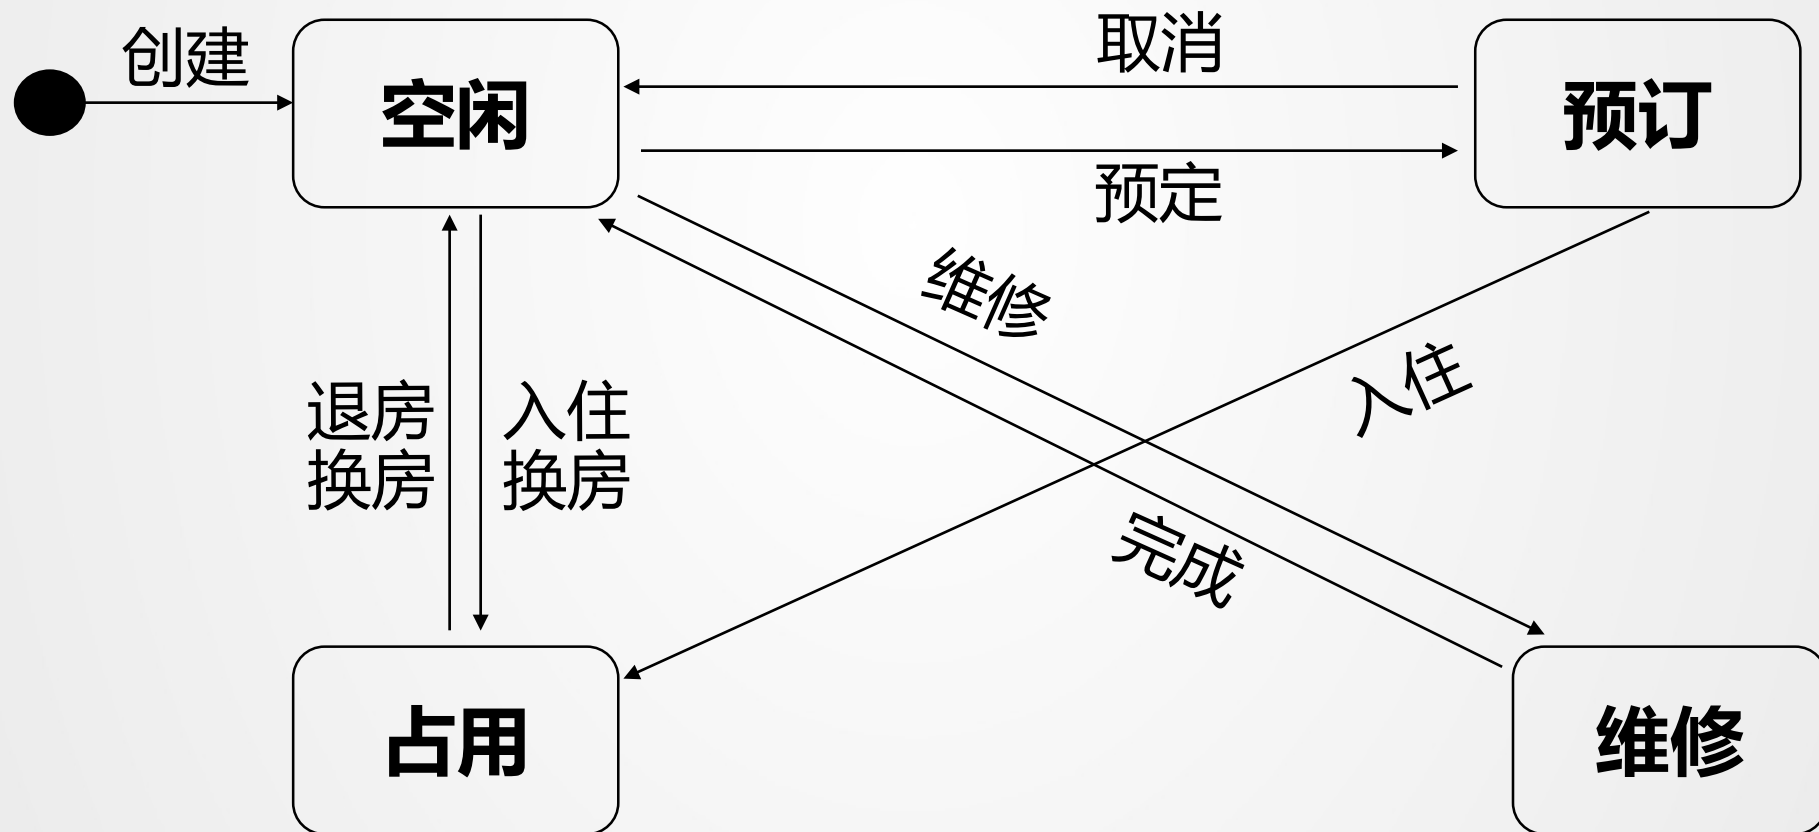 创建
空闲
取消
预订
预定
维修
入住
退房
换房
入住
换房
完成
占用
维修